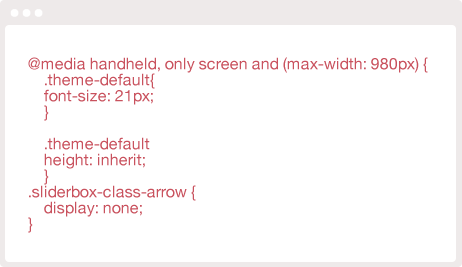 @media handheld, only screen and (max-width: 980px) {
.theme-default{
font-size: 21px;
}
.theme-default
height: inherit;
}
.sliderbox-class-arrow {
display: none;
}